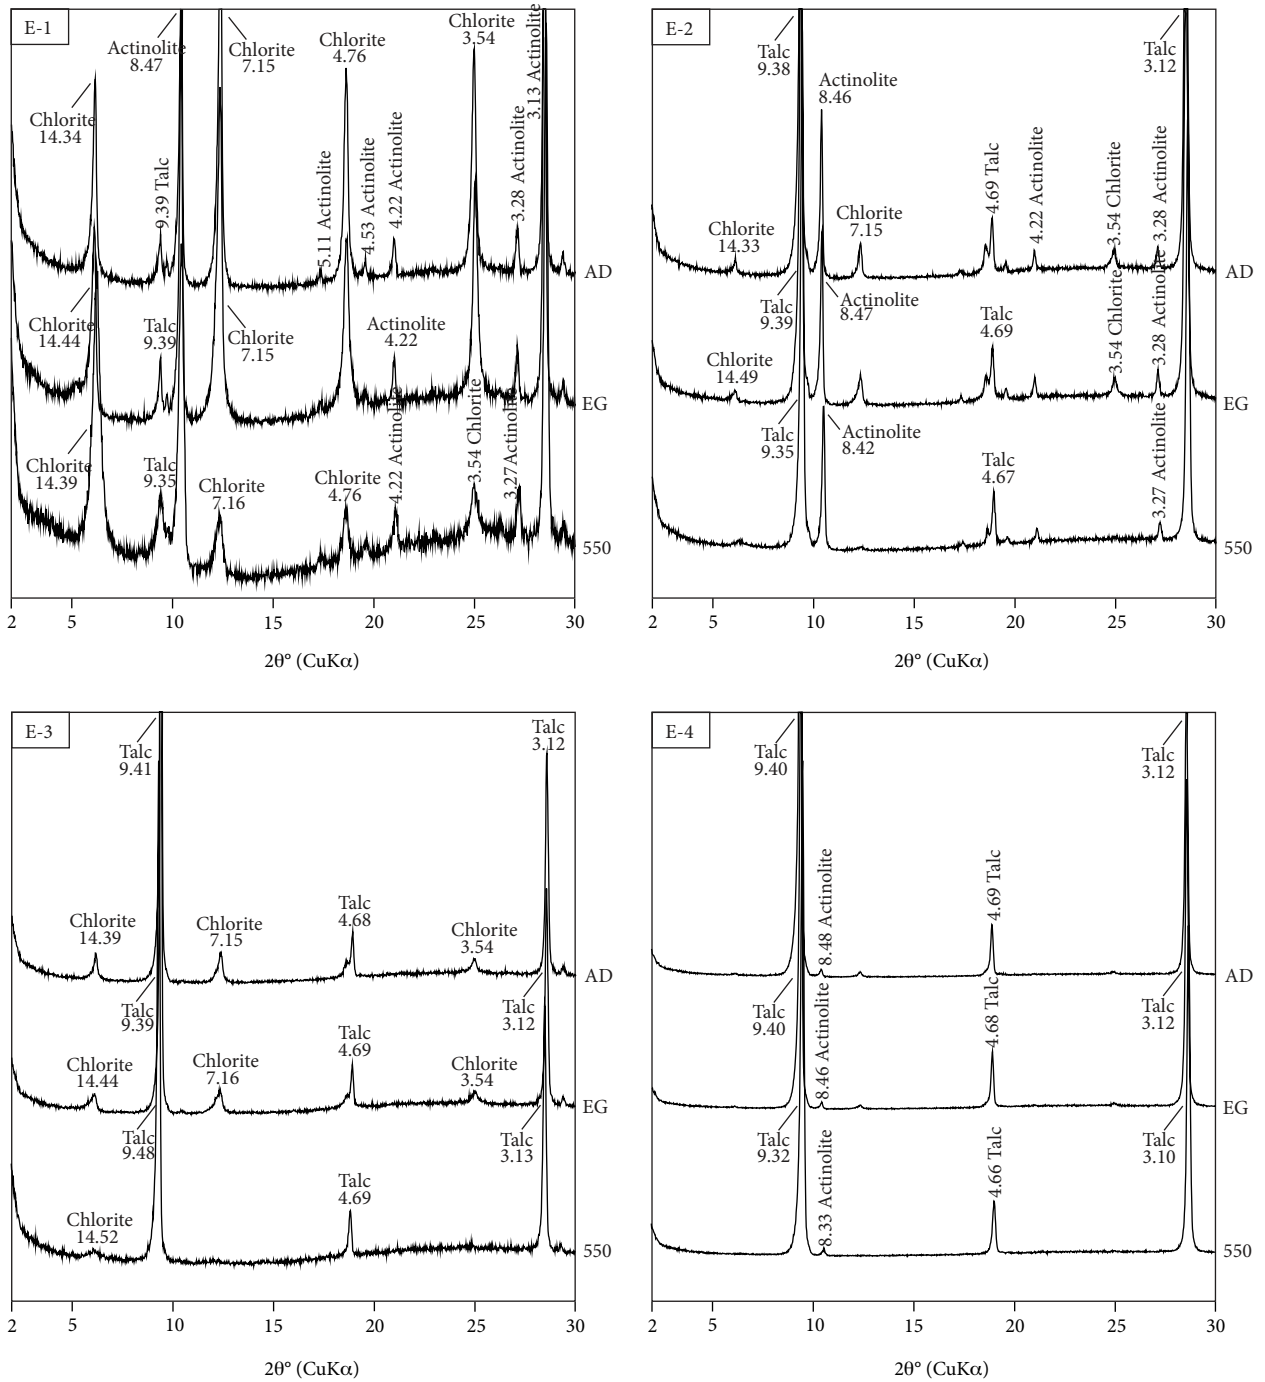 E-1
Actinolite
8.47
Chlorite
7.15
Chlorite
4.76
Chlorite
3.54
3.13 Actinolite
Chlorite
14.34
9.39 Talc
5.11 Actinolite
4.53 Actinolite
4.22 Actinolite
3.28 Actinolite
AD
Chlorite
14.44
Talc
9.39
Chlorite
7.15
Actinolite
4.22
EG
Chlorite
14.39
Talc
9.35
Chlorite
7.16
Chlorite
4.76
4.22 Actinolite
3.54 Chlorite
3.27 Actinolite
550
2 5 10 15 20 25 30
2θ° (CuKα)
E-2
Talc
9.38
Actinolite
8.46
Talc
3.12
Chlorite
14.33
Chlorite
7.15
4.69 Talc
4.22 Actinolite
3.54 Chlorite
3.28 Actinolite
AD
Talc
9.39
Actinolite
8.47
Chlorite
14.49
Talc
4.69
3.54 Chlorite
3.28 Actinolite
EG
Talc
9.35
Actinolite
8.42
Talc
4.67
3.27 Actinolite
550
2 5 10 15 20 25 30
2θ° (CuKα)
E-3
Talc
9.41
Talc
3.12
Chlorite
14.39
Chlorite
7.15
Talc
4.68
Chlorite
3.54
AD
Talc
9.39
Talc
3.12
Chlorite
14.44
Chlorite
7.16
Talc
4.69
Chlorite
3.54
EG
Talc
9.48
Talc
3.13
Chlorite
14.52
Talc
4.69
550
2 5 10 15 20 25 30
2θ° (CuKα)
E-4
Talc
9.40
Talc
3.12
8.48 Actinolite
4.69 Talc
AD
Talc
9.40
Talc
3.12
8.46 Actinolite
4.68 Talc
EG
Talc
9.32
Talc
3.10
8.33 Actinolite
4.66 Talc
550
2 5 10 15 20 25 30
2θ° (CuKα)